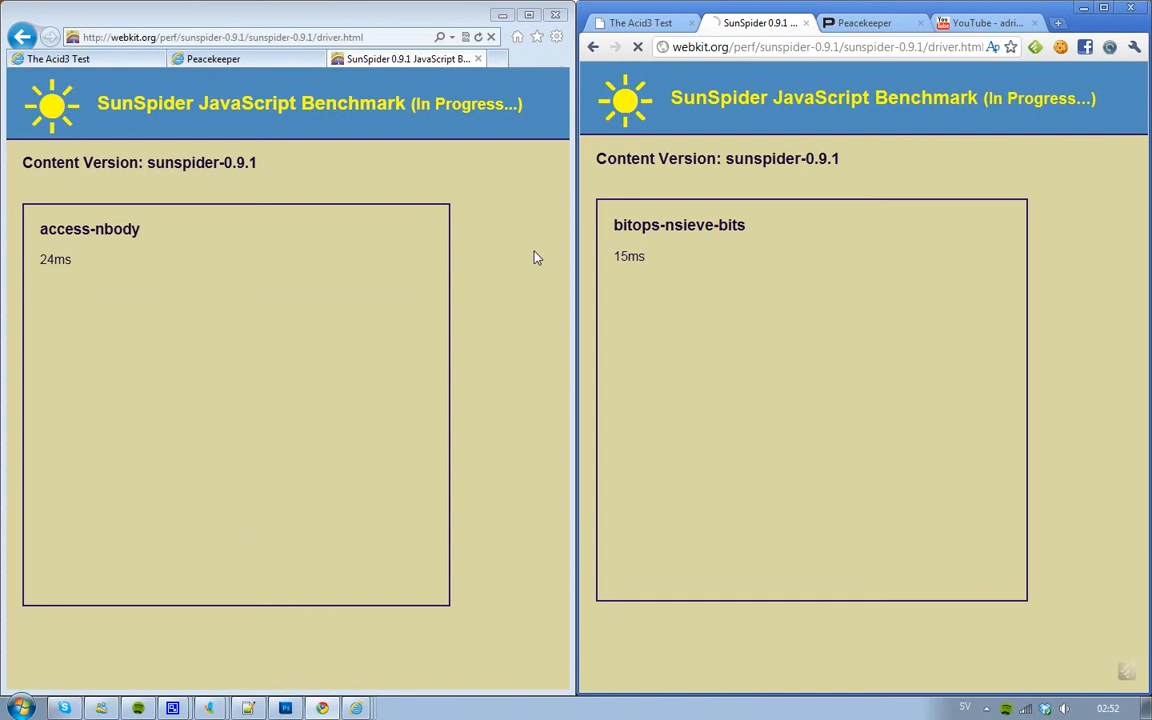 http://webkit.org/perf/sunspider-0.9.1/sunspider-0.9.1/driver.html
The Acid3 Test
Peacekeeper
SunSpider 0.9.1 JavaScript B...
SunSpider JavaScript Benchmark (In Progress...)
Content Version: sunspider-0.9.1
access-nbody
24ms
The Acid3 Test
SunSpider 0.9.1 ...
Peacekeeper
YouTube - adri...
webkit.org/perf/sunspider-0.9.1/sunspider-0.9.1/driver.html
SunSpider JavaScript Benchmark (In Progress...)
Content Version: sunspider-0.9.1
bitops-nsieve-bits
15ms
SV
02:52